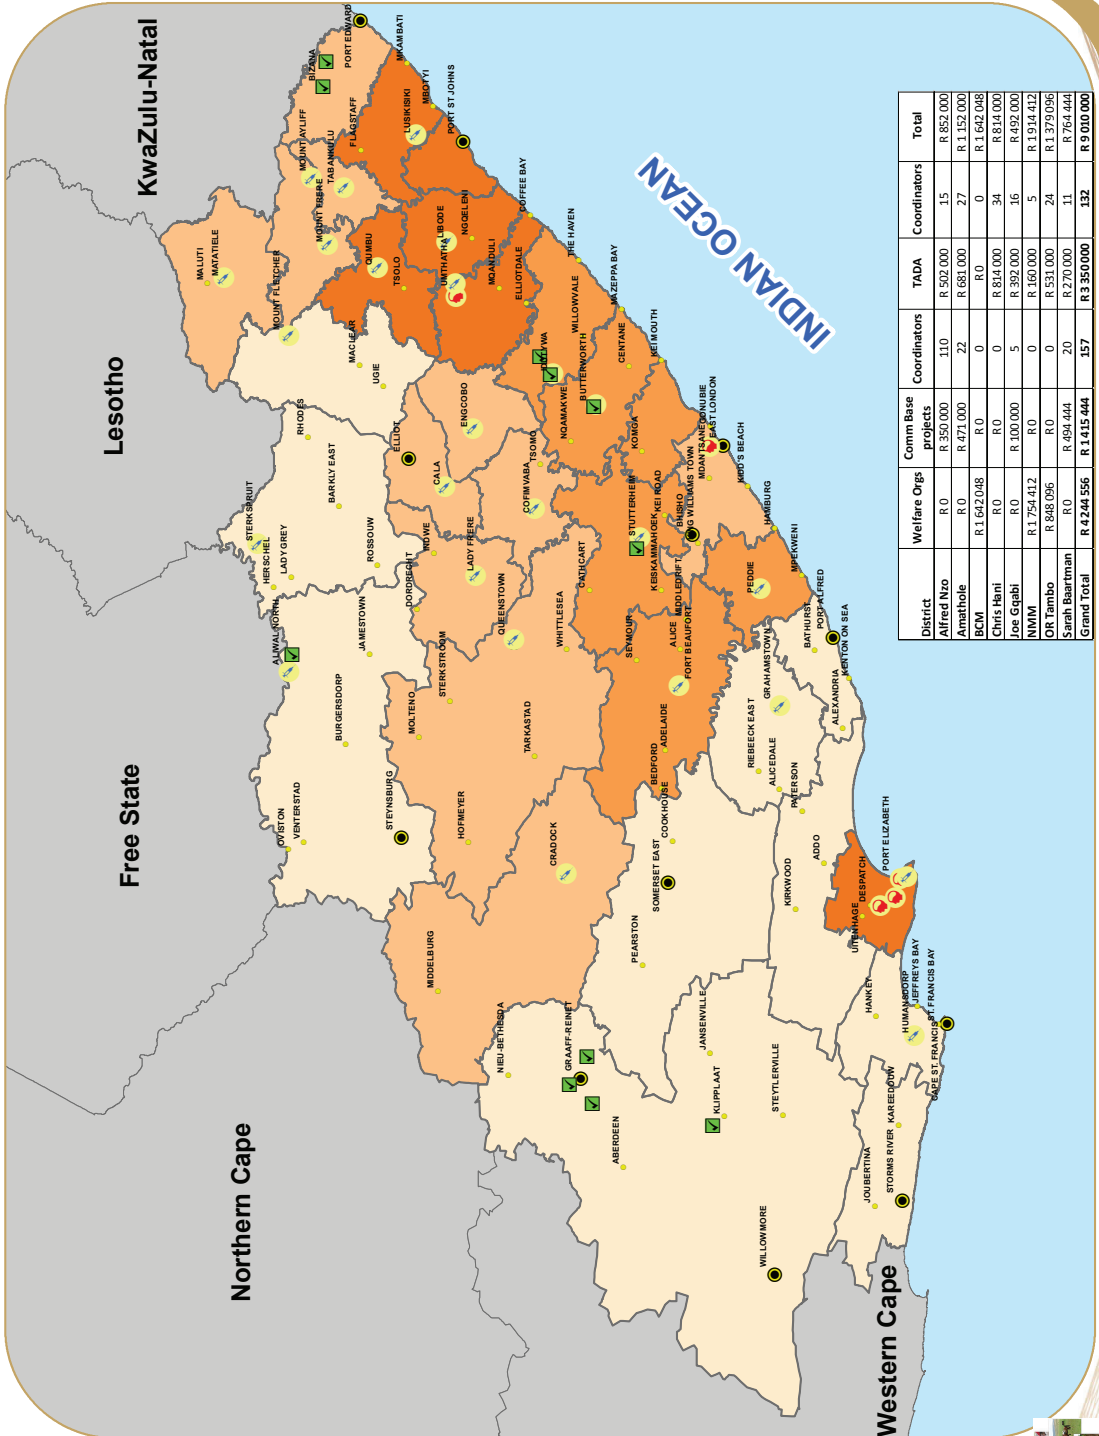 KwaZulu-Natal
Lesotho
Free State
Northern Cape
Western Cape
INDIAN OCEAN
PORT EDWARD
BIZANA
MKAMBATI
MBOTYI
PORT ST JOHNS
LUSIKISIKI
FLAGSTAFF
MOUNT AYLIFF
TABANKULU
MOUNT FRERE
MALUTI
MATATIELE
MOUNT FLETCHER
QUMBU
TSOLO
UMTHATHA
LIBODE
NGQELENI
MQANDULI
COFFEE BAY
ELLIOTDALE
THE HAVEN
WILLOWVALE
MAZEPPA BAY
BUTTERWORTH
CENTANE
KEI MOUTH
NQAMAKWE
KOMGA
MACLEAR
UGIE
RHODES
ELLIOT
ENGCOBO
CALA
TSOMO
COFIMVABA
BARKLY EAST
STERKSPRUIT
HERSCHEL
LADY GREY
ROSSOUW
INDWE
DORDRECHT
LADY FRERE
QUEENSTOWN
CATHCART
WHITTLESEA
STUTTERHEIM
KEI ROAD
BHISHO
KING WILLIAMS TOWN
MDANTSANE
GONUBIE
EAST LONDON
KIDD'S BEACH
HAMBURG
KEISKAMMAHOEK
MIDDLEDRIFT
PEDDIE
MPEKWENI
ALIWAL NORTH
JAMESTOWN
BURGERSDORP
STERKSTROOM
MOLTENO
TARKASTAD
SEYMOUR
ALICE
FORT BEAUFORT
ADELAIDE
BEDFORD
OVISTON
VENTERSTAD
STEYNSBURG
HOFMEYER
CRADOCK
MIDDELBURG
COOKHOUSE
SOMERSET EAST
PEARSTON
GRAHAMSTOWN
RIEBEECK EAST
ALICEDALE
PATERSON
BATHURST
PORT ALFRED
KENTON ON SEA
ALEXANDRIA
ADDO
KIRKWOOD
PORT ELIZABETH
DESPATCH
UITENHAGE
HANKEY
HUMANSDORP
JEFFREYS BAY
ST. FRANCIS BAY
CAPE ST. FRANCIS
KAREEDOUW
STORMS RIVER
JOUBERTINA
NIEU-BETHESDA
GRAAFF-REINET
ABERDEEN
JANSENVILLE
KLIPPLAAT
STEYTLERVILLE
WILLOWMORE
District Welfare Orgs Comm Base projects Coordinators TADA Coordinators Total
Alfred Nzo R 0 R 350 000 110 R 502 000 15 R 852 000
Amathole R 0 R 471 000 22 R 681 000 27 R 1 152 000
BCM R 1 642 048 R 0 0 R 0 0 R 1 642 048
Chris Hani R 0 R 0 0 R 814 000 34 R 814 000
Joe Gqabi R 0 R 100 000 5 R 392 000 16 R 492 000
NMM R 1 754 412 R 0 0 R 160 000 5 R 1 914 412
OR Tambo R 848 096 R 0 0 R 531 000 24 R 1 379 096
Sarah Baartman R 0 R 494 444 20 R 270 000 11 R 764 444
Grand Total R 4 244 556 R 1 415 444 157 R 3 350 000 132 R 9 010 000